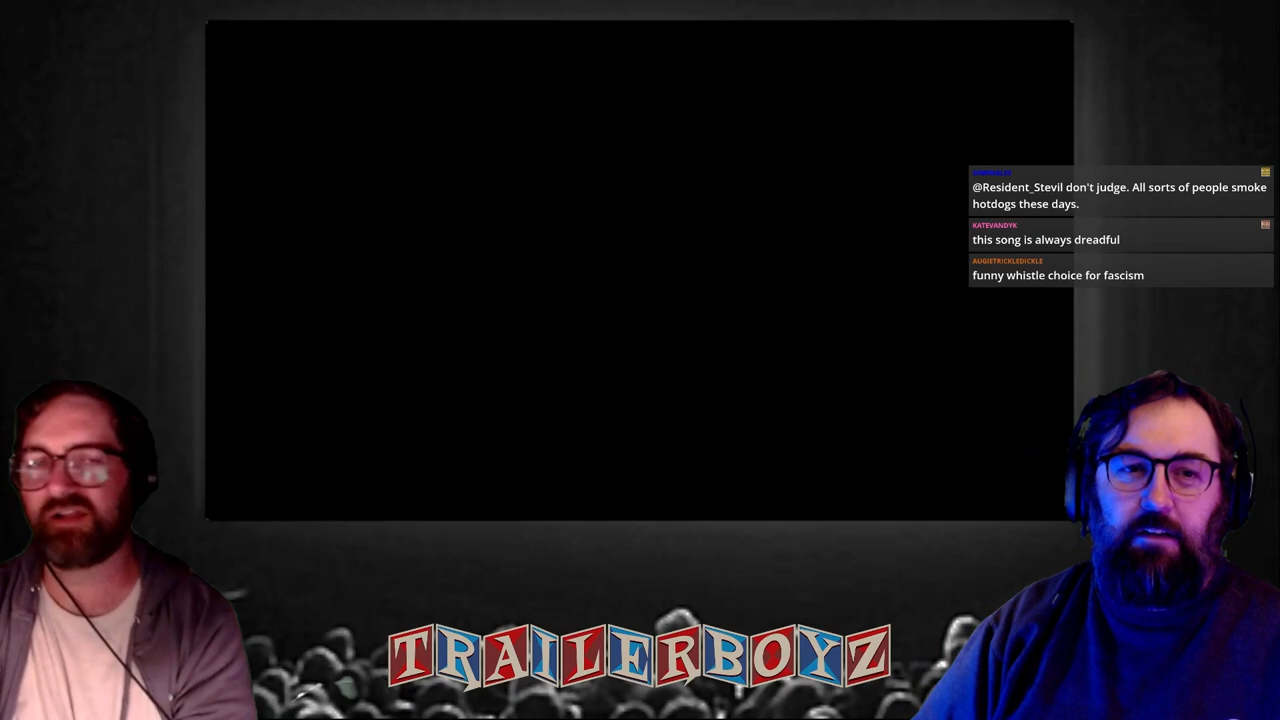 @Resident_Stevil don't judge. All sorts of people smoke
hotdogs these days.
KATEVANDYK
this song is always dreadful
AUGIETRICKLEDICKLE
funny whistle choice for fascism
TRAILERBOYZ